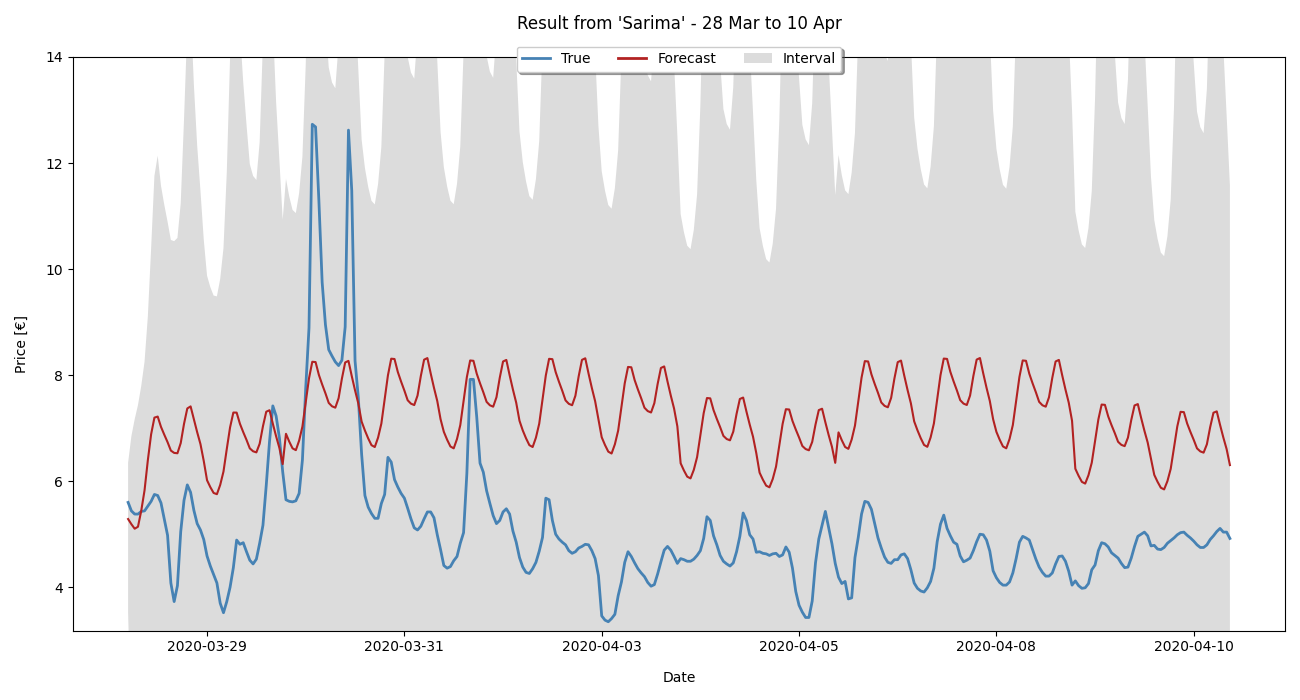 Result from 'Sarima' - 28 Mar to 10 Apr
True Forecast Interval
14
12
10
8
6
4
Price [€]
2020-03-29 2020-03-31 2020-04-03 2020-04-05 2020-04-08 2020-04-10
Date